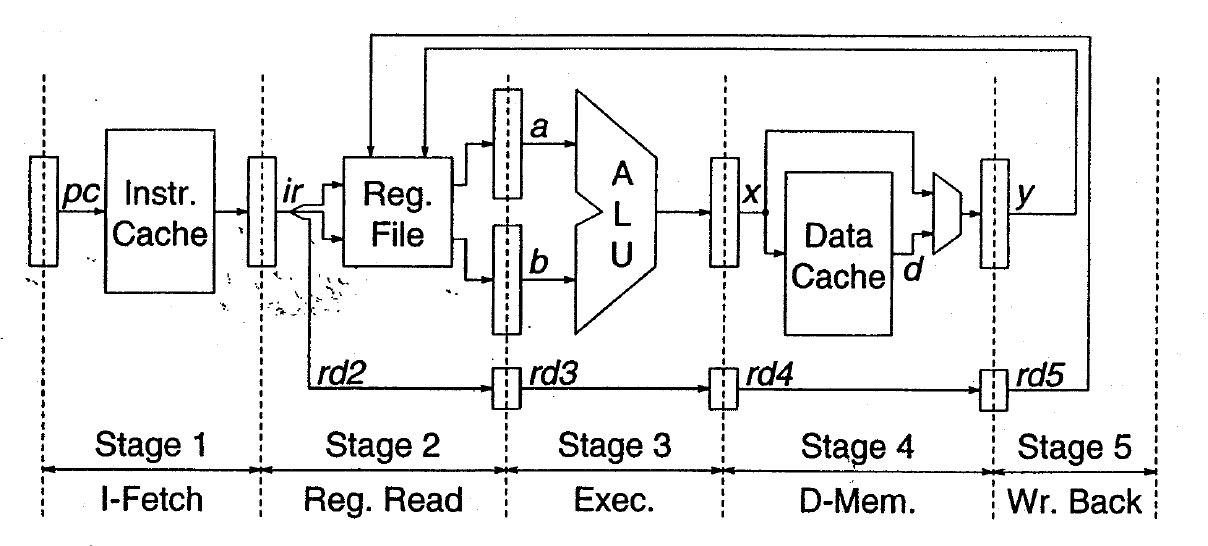 pc
Instr.
Cache
ir
Reg.
File
a
b
A
L
U
x
Data
Cache
d
y
rd2
rd3
rd4
rd5
Stage 1
Stage 2
Stage 3
Stage 4
Stage 5
I-Fetch
Reg. Read
Exec.
D-Mem.
Wr. Back